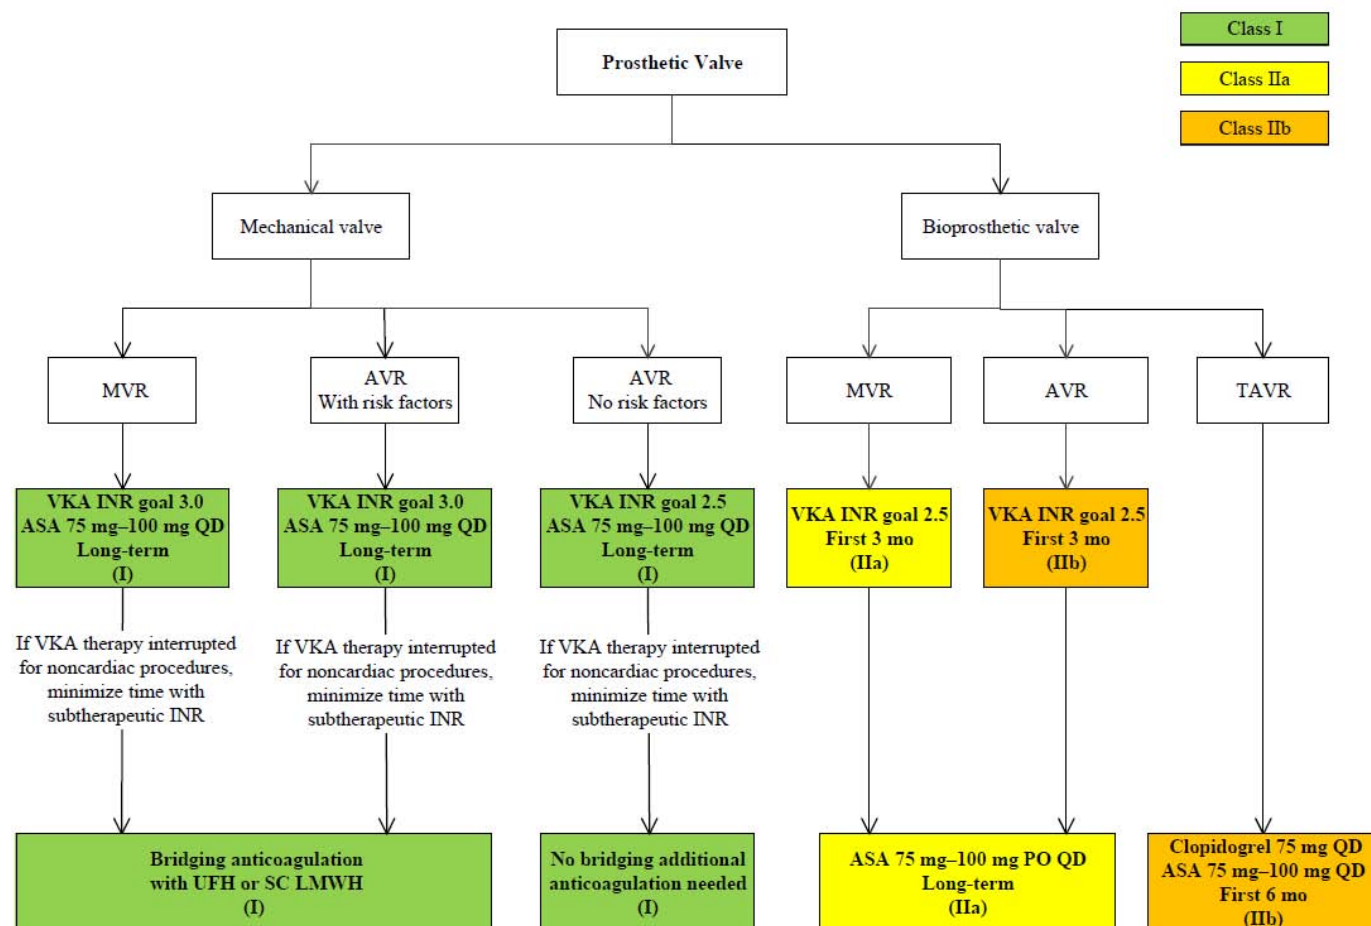 Class I
Class IIa
Class IIb
Prosthetic Valve
Mechanical valve
Bioprosthetic valve
MVR
AVR
With risk factors
AVR
No risk factors
MVR
AVR
TAVR
VKA INR goal 3.0
ASA 75 mg–100 mg QD
Long-term
(I)
VKA INR goal 3.0
ASA 75 mg–100 mg QD
Long-term
(I)
VKA INR goal 2.5
ASA 75 mg–100 mg QD
Long-term
(I)
VKA INR goal 2.5
First 3 mo
(IIa)
VKA INR goal 2.5
First 3 mo
(IIb)
If VKA therapy interrupted
for noncardiac procedures,
minimize time with
subtherapeutic INR
If VKA therapy interrupted
for noncardiac procedures,
minimize time with
subtherapeutic INR
If VKA therapy interrupted
for noncardiac procedures,
minimize time with
subtherapeutic INR
Bridging anticoagulation
with UFH or SC LMWH
(I)
No bridging additional
anticoagulation needed
(I)
ASA 75 mg–100 mg PO QD
Long-term
(IIa)
Clopidogrel 75 mg QD
ASA 75 mg–100 mg QD
First 6 mo
(IIb)